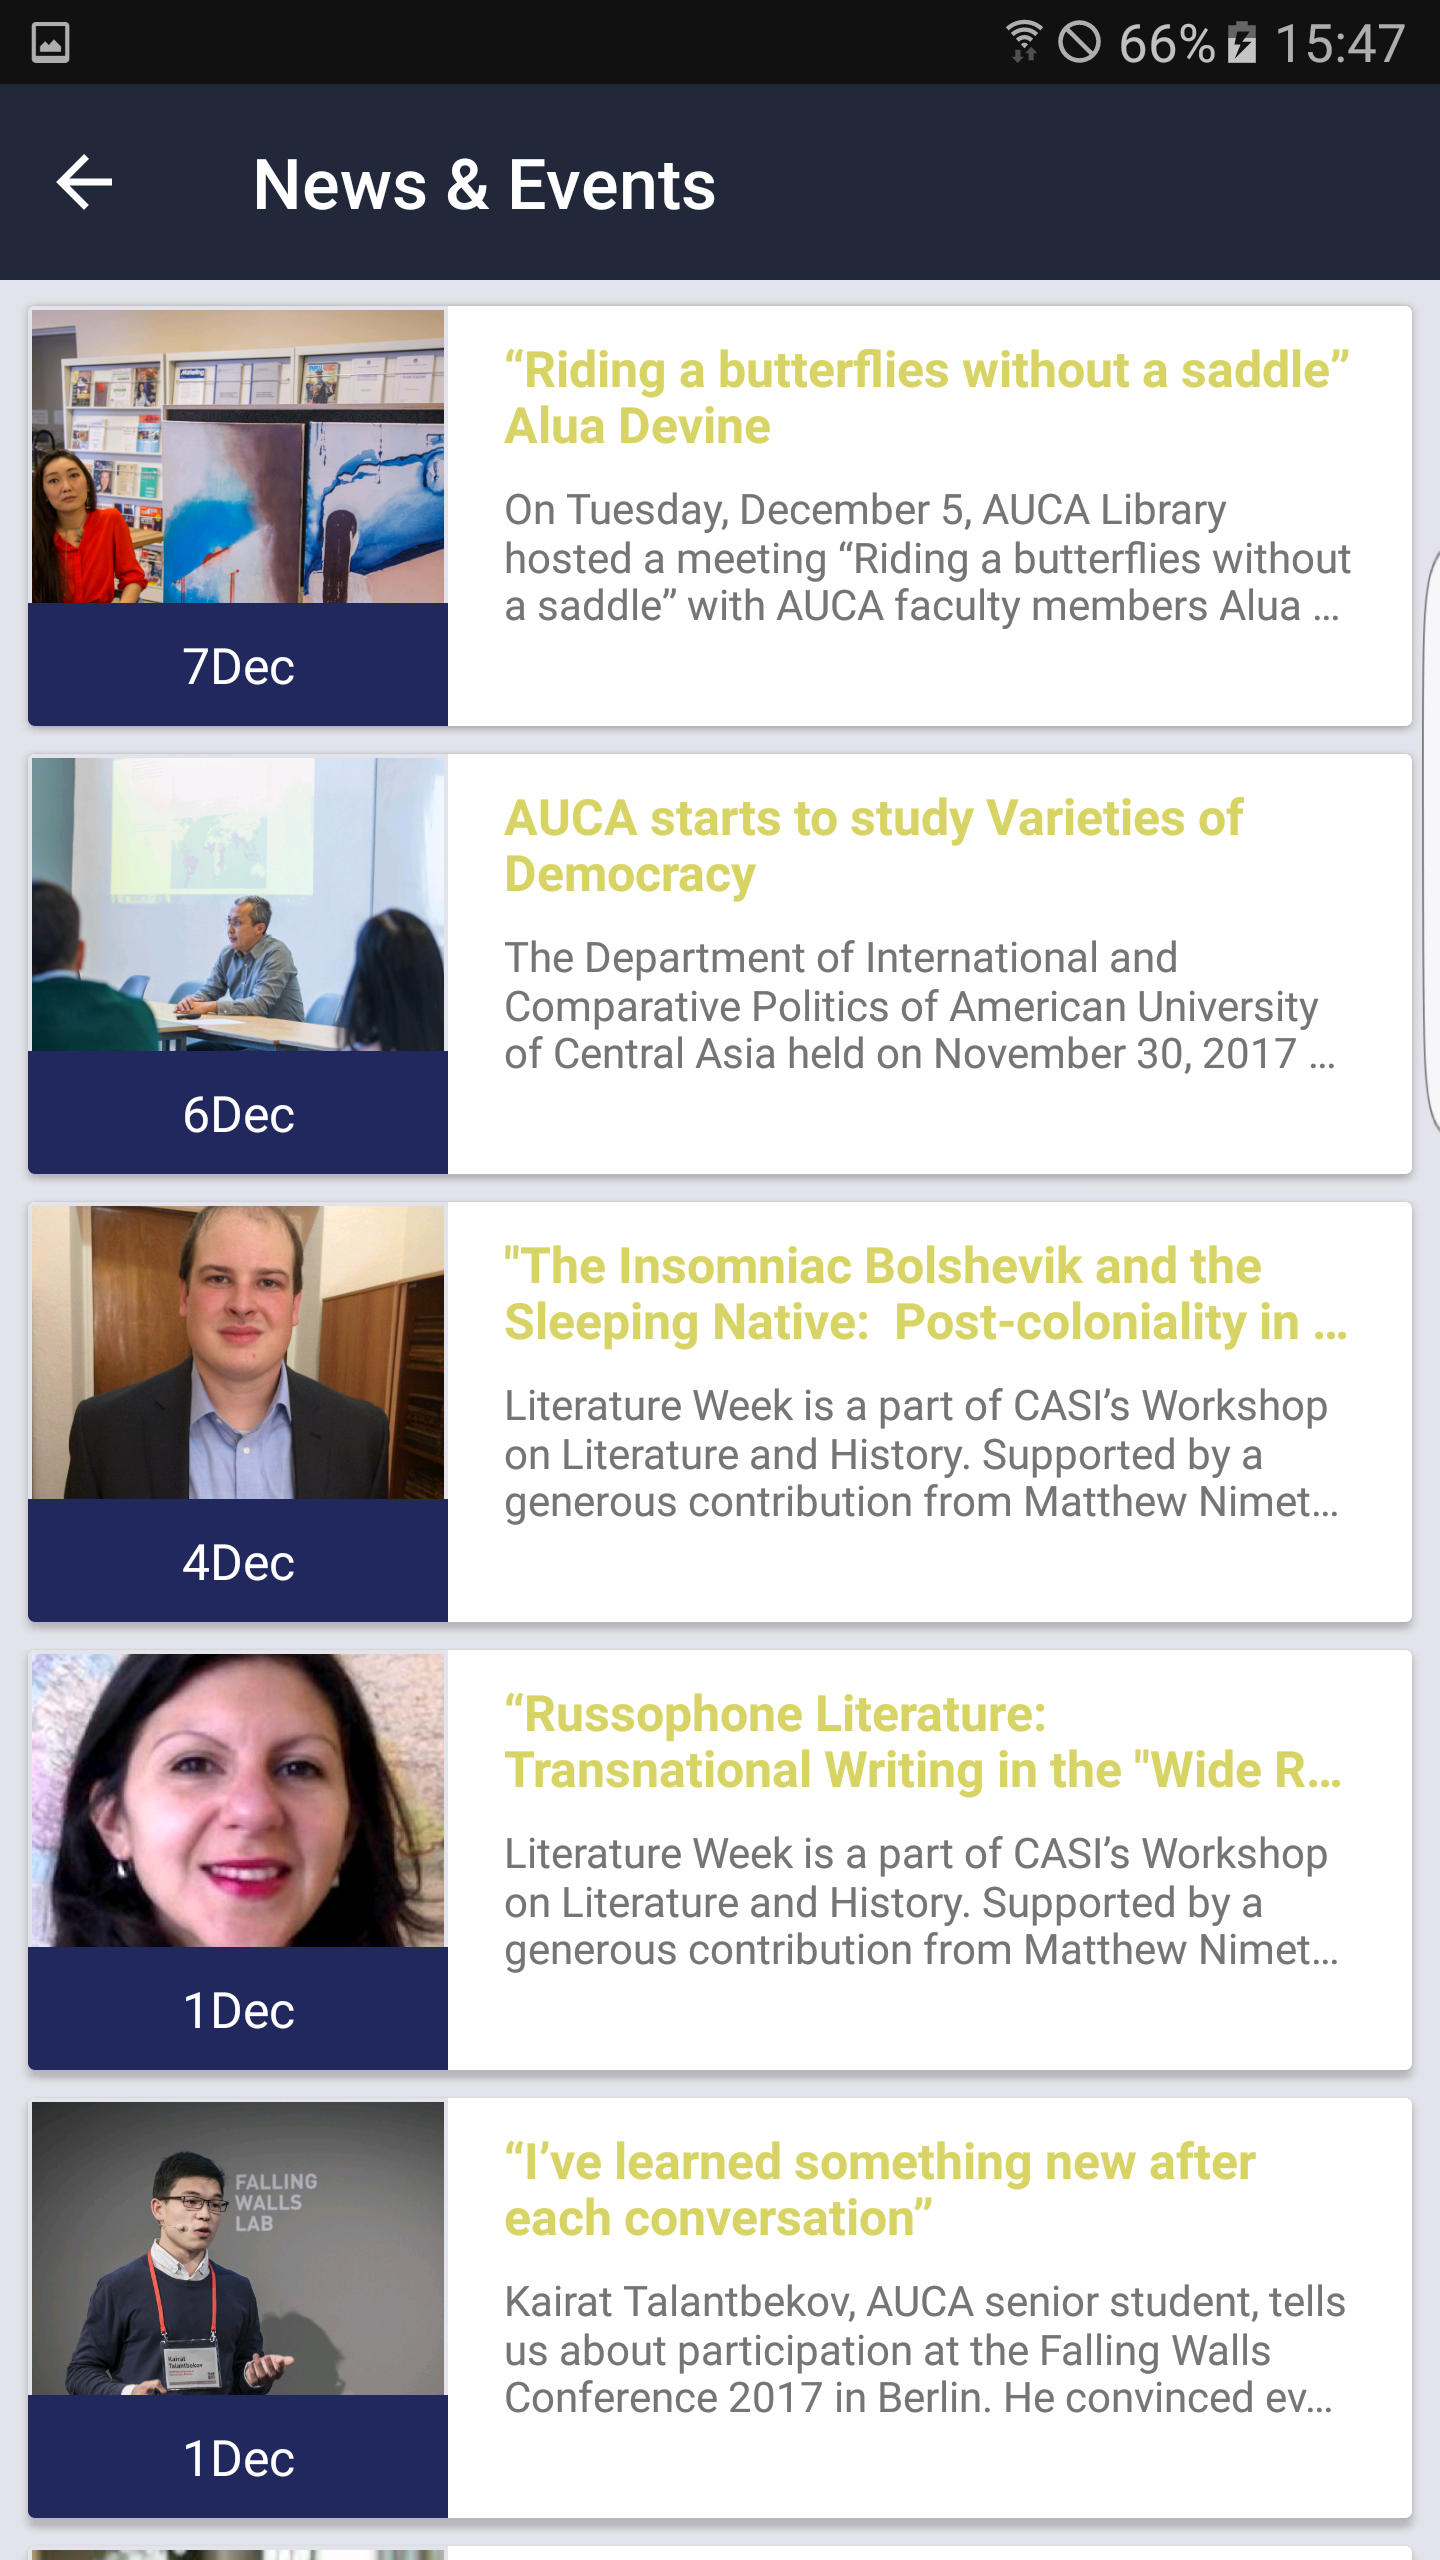 66% 15:47
News & Events
“Riding a butterflies without a saddle”
Alua Devine
On Tuesday, December 5, AUCA Library
hosted a meeting “Riding a butterflies without
a saddle” with AUCA faculty members Alua ...
7Dec
AUCA starts to study Varieties of
Democracy
The Department of International and
Comparative Politics of American University
of Central Asia held on November 30, 2017 ...
6Dec
"The Insomniac Bolshevik and the
Sleeping Native:  Post-coloniality in ...
Literature Week is a part of CASI’s Workshop
on Literature and History. Supported by a
generous contribution from Matthew Nimet...
4Dec
“Russophone Literature:
Transnational Writing in the "Wide R...
Literature Week is a part of CASI’s Workshop
on Literature and History. Supported by a
generous contribution from Matthew Nimet...
1Dec
FALLING
WALLS
LAB
Kairat
Talantbekov
“I’ve learned something new after
each conversation”
Kairat Talantbekov, AUCA senior student, tells
us about participation at the Falling Walls
Conference 2017 in Berlin. He convinced ev...
1Dec